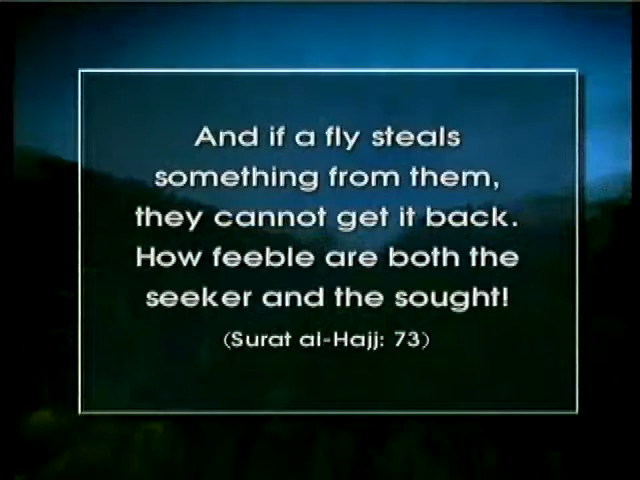 And if a fly steals
something from them,
they cannot get it back.
How feeble are both the
seeker and the sought!
(Surat al-Hajj: 73)